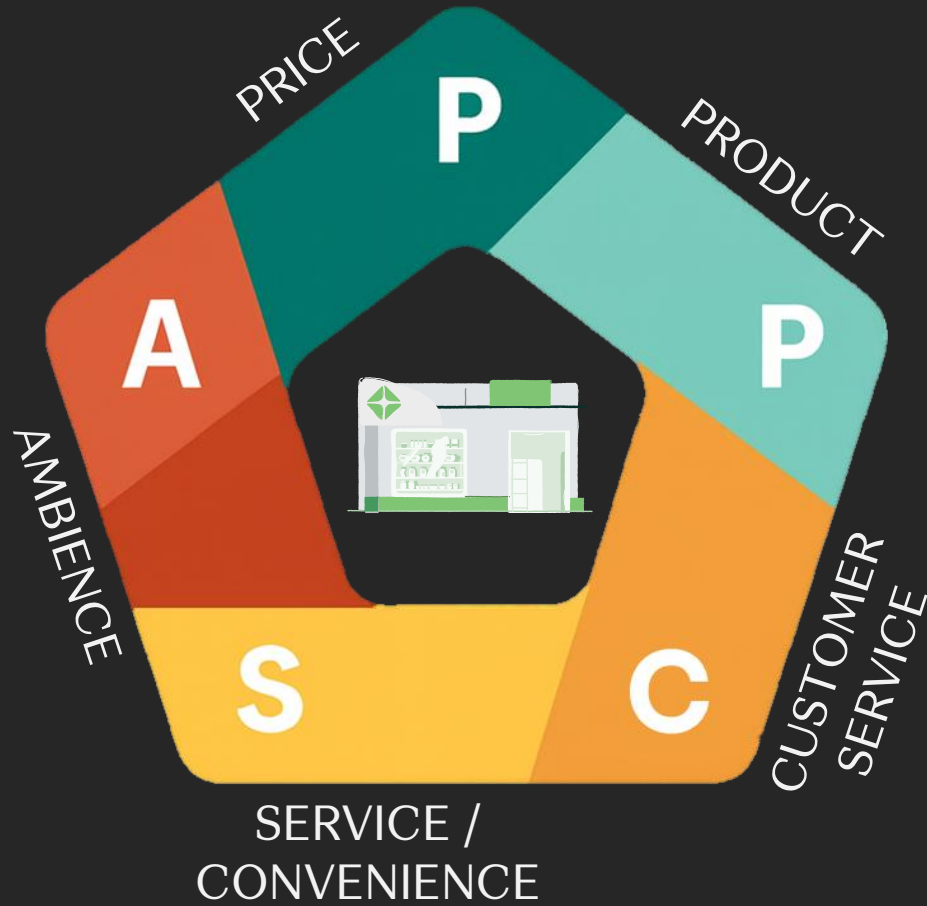 PRICE
P
PRODUCT
A
P
AMBIENCE
CUSTOMER
SERVICE
S
C
SERVICE /
CONVENIENCE